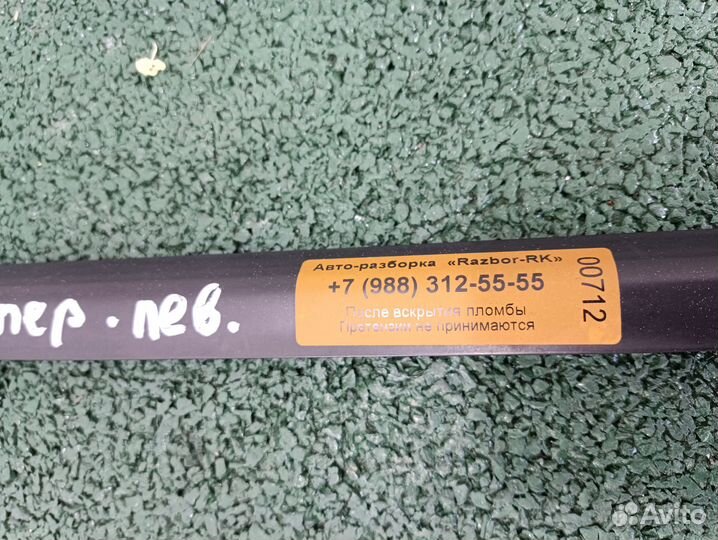 пер. лев.
Авто-разборка «Razbor-RK»
+7 (988) 312-55-55
После вскрытия пломбы
Претензии не принимаются
00712
Avito